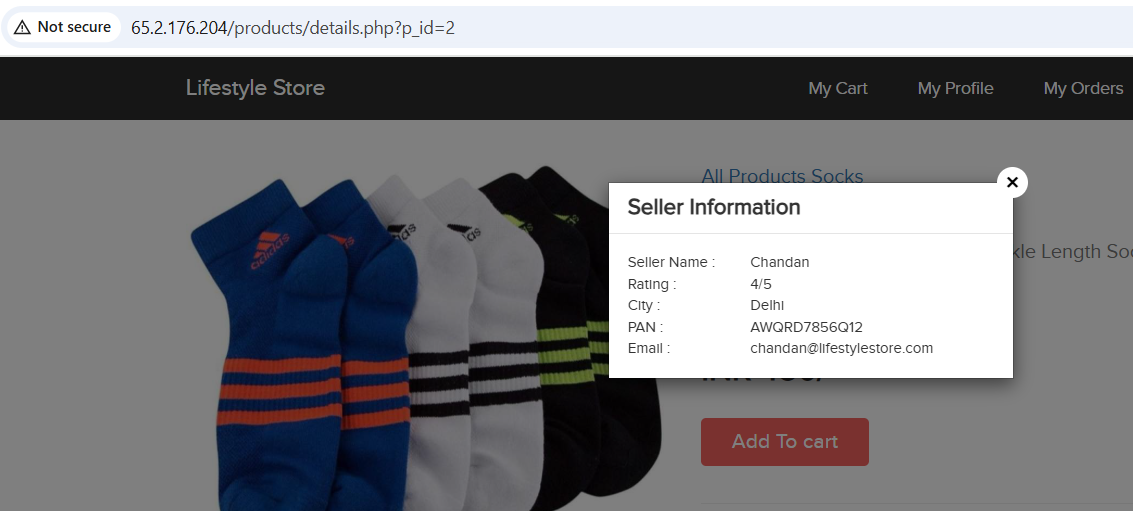 Not secure 65.2.176.204/products/details.php?p_id=2
Lifestyle Store My Cart My Profile My Orders
All Products Socks
Seller Information
Seller Name : Chandan
Rating : 4/5
City : Delhi
PAN : AWQRD7856Q12
Email : chandan@lifestylestore.com
Length
Add To cart
adidas